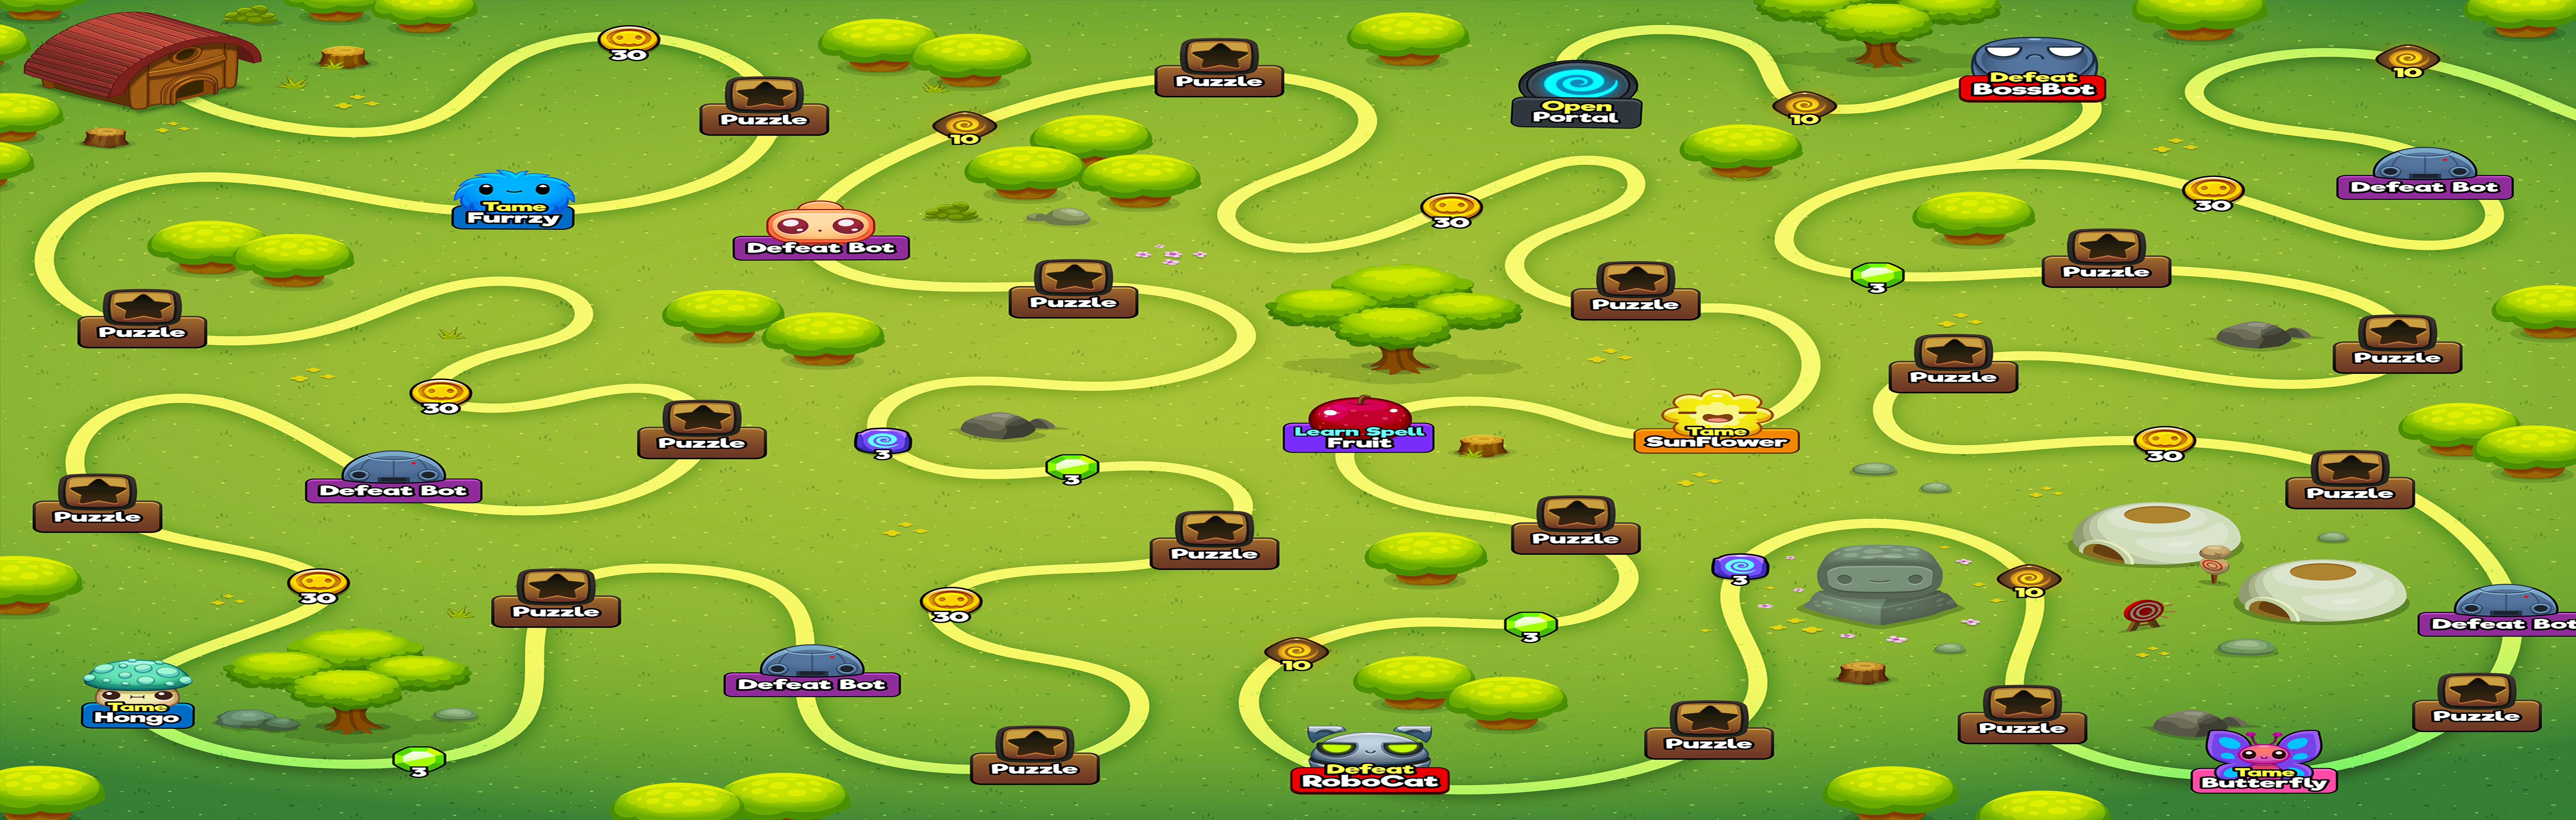 30
Puzzle
Tame
Furrzy
Puzzle
30
Puzzle
Defeat Bot
Puzzle
30
Tame
Hongo
3
Puzzle
Defeat Bot
Puzzle
30
Puzzle
3
3
Puzzle
Defeat Bot
10
Puzzle
30
Puzzle
Tame
SunFlower
Learn Spell
Fruit
Puzzle
3
10
Defeat
RoboCat
Puzzle
3
10
Puzzle
Tame
Butterfly
Puzzle
Defeat Bot
Puzzle
30
Puzzle
Puzzle
Puzzle
3
Open
Portal
10
Defeat
BossBot
30
Defeat Bot
10